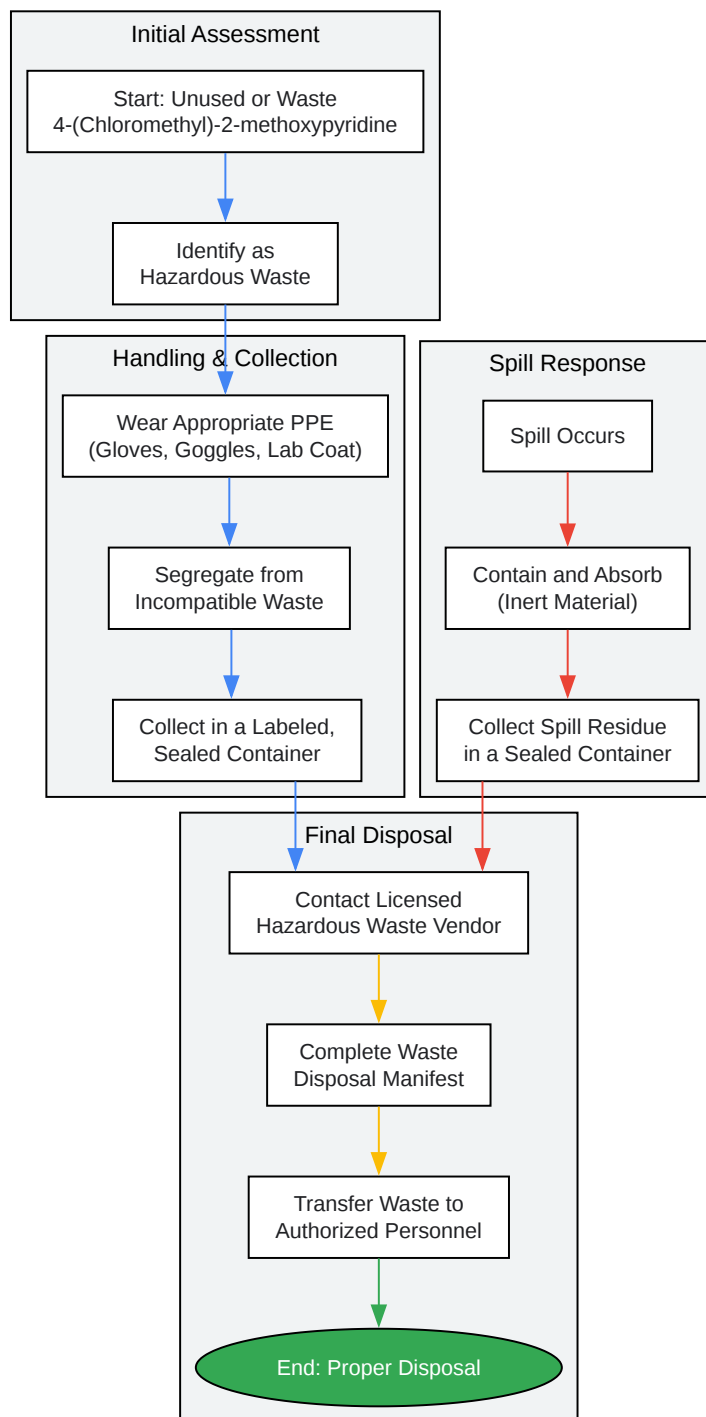 Initial Assessment
Start: Unused or Waste
4-(Chloromethyl)-2-methoxypyridine
Identify as
Hazardous Waste
Handling & Collection
Wear Appropriate PPE
(Gloves, Goggles, Lab Coat)
Segregate from
Incompatible Waste
Collect in a Labeled,
Sealed Container
Spill Response
Spill Occurs
Contain and Absorb
(Inert Material)
Collect Spill Residue
in a Sealed Container
Final Disposal
Contact Licensed
Hazardous Waste Vendor
Complete Waste
Disposal Manifest
Transfer Waste to
Authorized Personnel
End: Proper Disposal